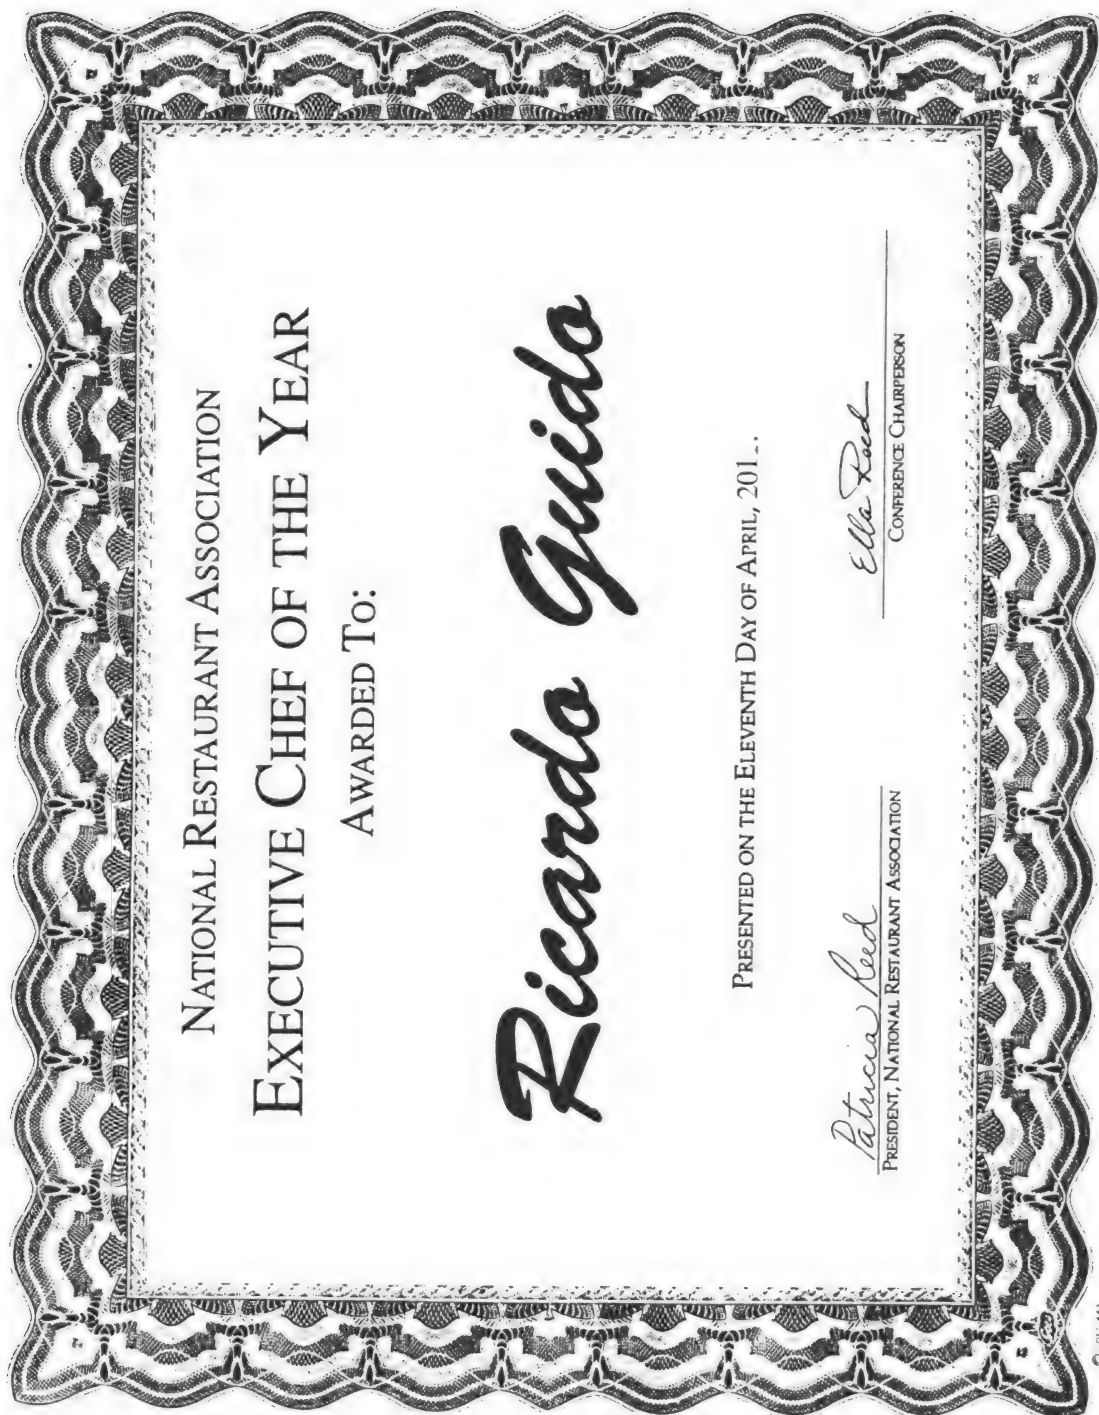 NATIONAL RESTAURANT ASSOCIATION
EXECUTIVE CHEF OF THE YEAR
AWARDED TO:
Ricardo Guido
PRESENTED ON THE ELEVENTH DAY OF APRIL, 201_.
Patricia Reed
PRESIDENT, NATIONAL RESTAURANT ASSOCIATION
Ella Reed
CONFERENCE CHAIRPERSON